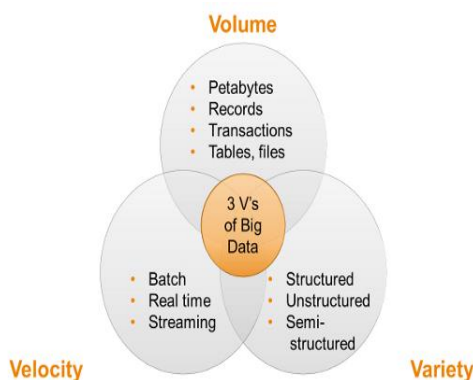 Volume
• Petabytes
• Records
• Transactions
• Tables, files
3 V's
of Big
Data
• Batch
• Real time
• Streaming
• Structured
• Unstructured
• Semi-
structured
Velocity
Variety